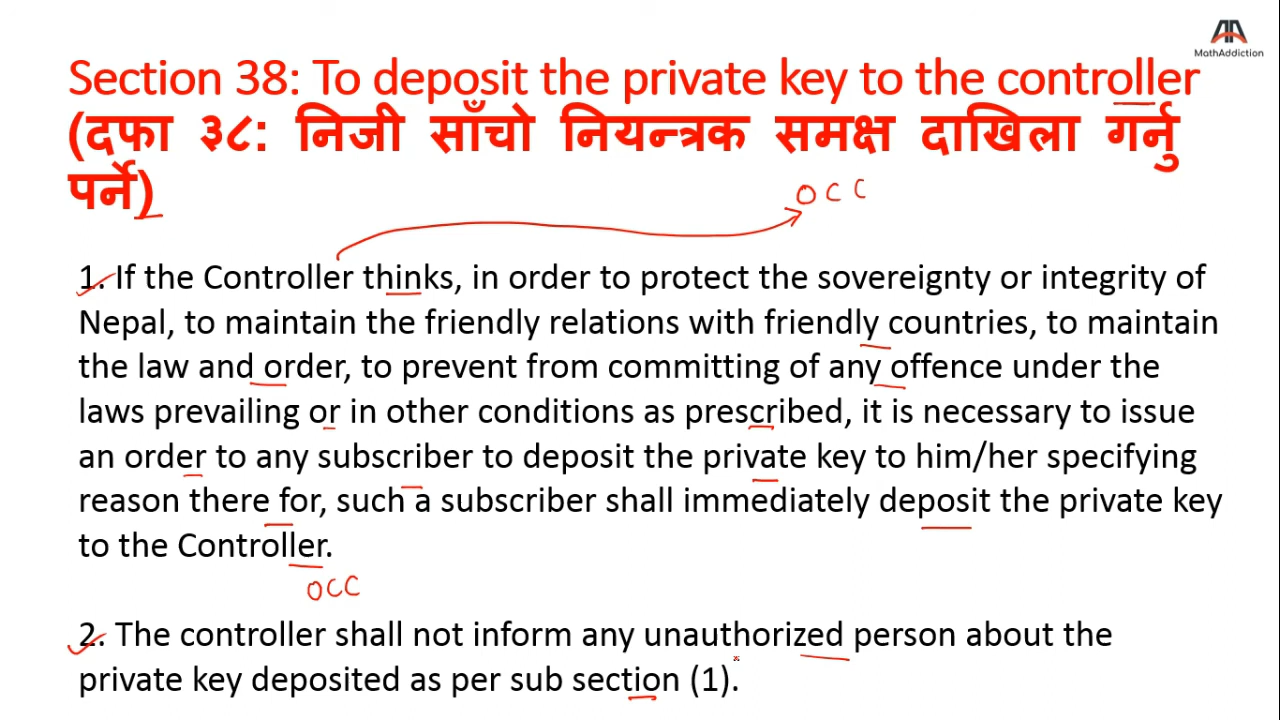 MathAddiction
Section 38: To deposit the private key to the controller
(दफा ३८: निजी साँचो नियन्त्रक समक्ष दाखिला गर्नु
पर्ने)
OCC
1. If the Controller thinks, in order to protect the sovereignty or integrity of
Nepal, to maintain the friendly relations with friendly countries, to maintain
the law and order, to prevent from committing of any offence under the
laws prevailing or in other conditions as prescribed, it is necessary to issue
an order to any subscriber to deposit the private key to him/her specifying
reason there for, such a subscriber shall immediately deposit the private key
to the Controller.
OCC
2. The controller shall not inform any unauthorized person about the
private key deposited as per sub section (1).